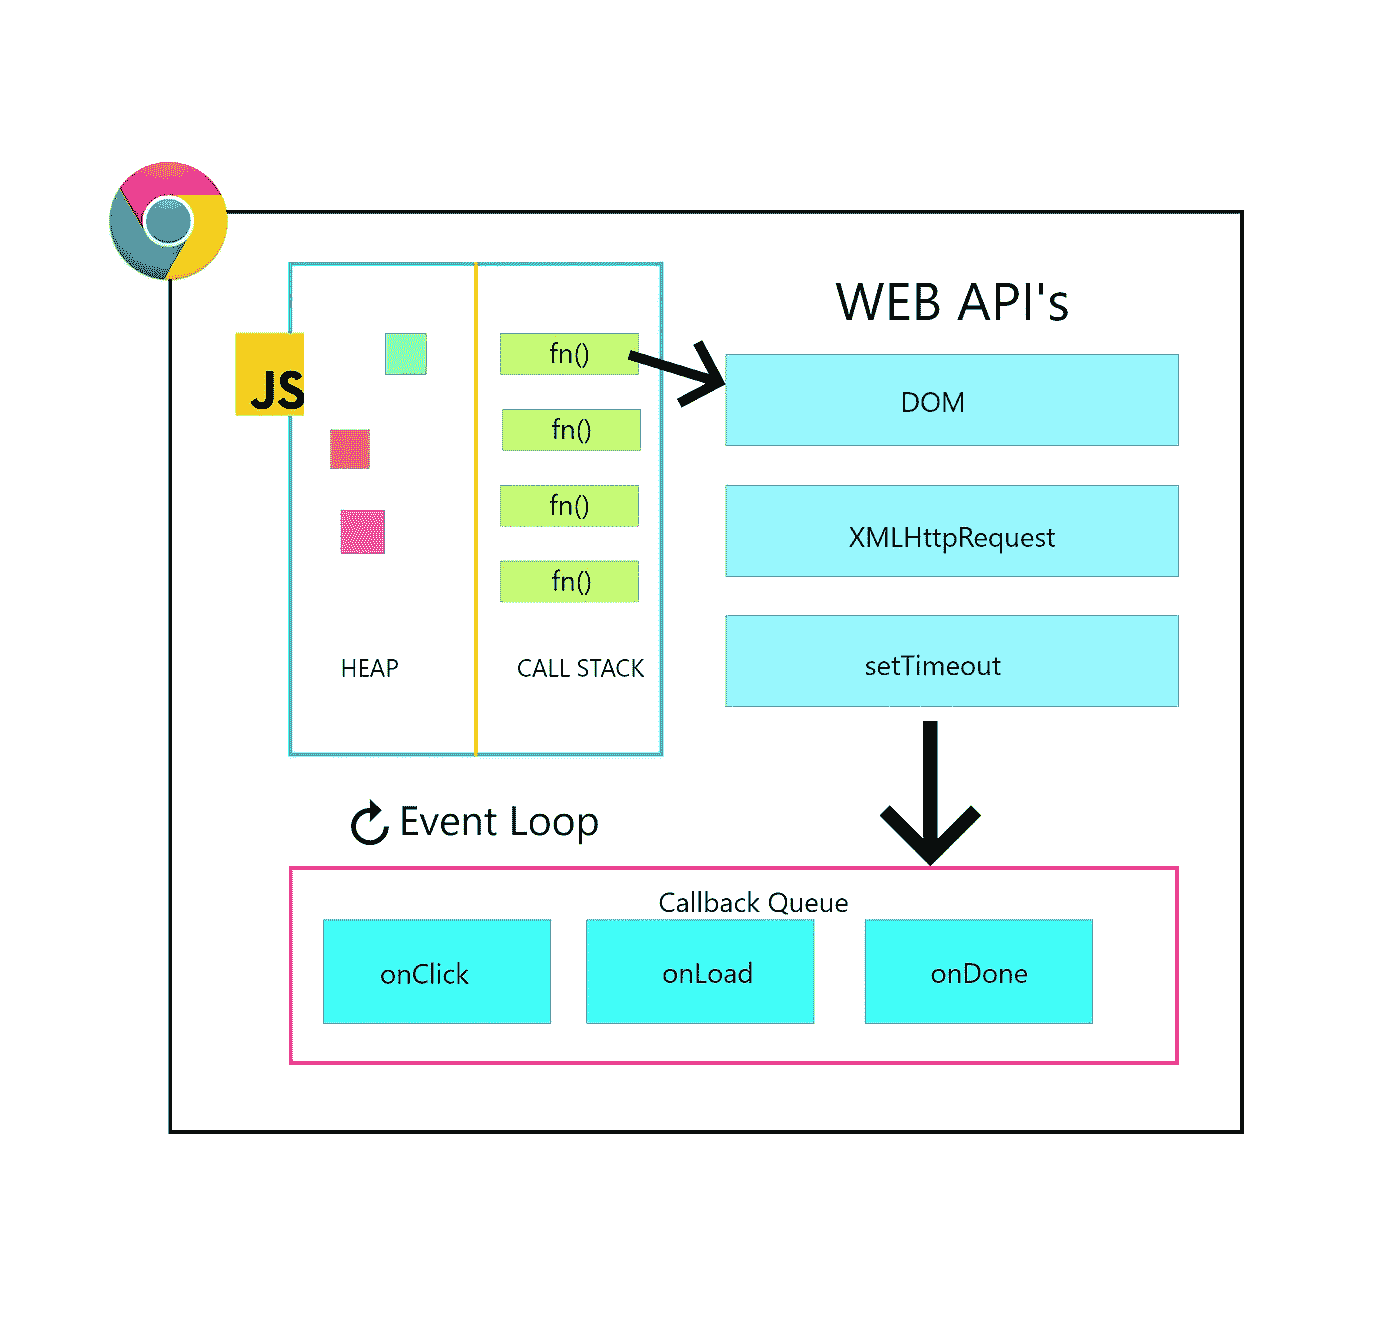 WEB API's
JS
fn()
fn()
fn()
fn()
HEAP
CALL STACK
DOM
XMLHttpRequest
setTimeout
Event Loop
Callback Queue
onClick
onLoad
onDone